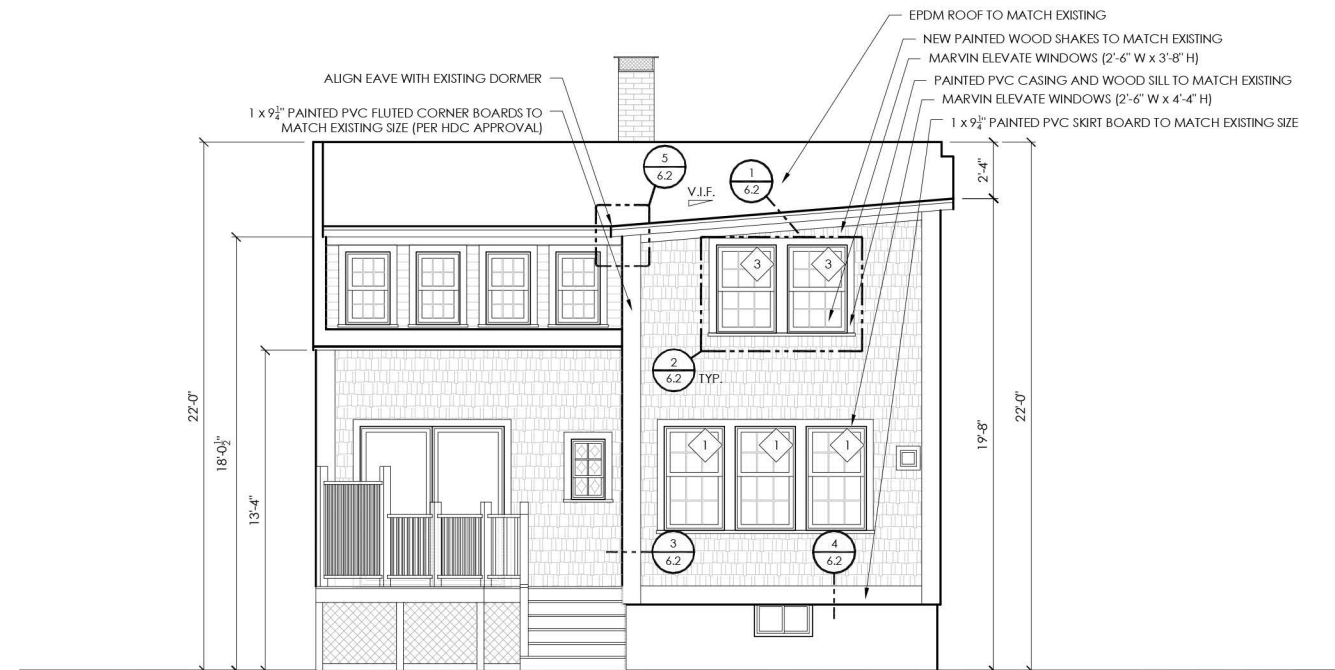 EPDM ROOF TO MATCH EXISTING
NEW PAINTED WOOD SHAKES TO MATCH EXISTING
MARVIN ELEVATE WINDOWS (2'-6" W x 3'-8" H)
PAINTED PVC CASING AND WOOD SILL TO MATCH EXISTING
MARVIN ELEVATE WINDOWS (2'-6" W x 4'-4" H)
1 x 9¼" PAINTED PVC SKIRT BOARD TO MATCH EXISTING SIZE
ALIGN EAVE WITH EXISTING DORMER
1 x 9¼" PAINTED PVC FLUTED CORNER BOARDS TO
MATCH EXISTING SIZE (PER HDC APPROVAL)
5
6.2
1
6.2
V.I.F.
2'-4"
3
3
2
6.2
TYP.
22'-0"
18'-0½"
13'-4"
19'-8"
22'-0"
1
1
1
3
6.2
4
6.2